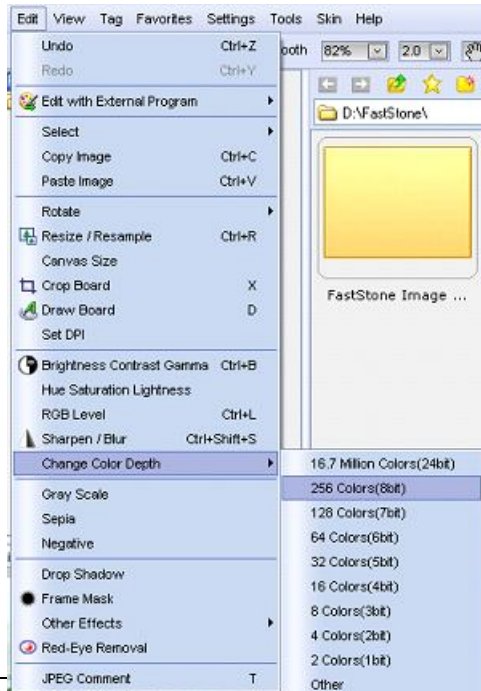 Edit View Tag Favorites Settings Tools Skin Help
ooth 82% 2.0
Undo Ctrl+Z
Redo Ctrl+Y
Edit with External Program
Select
Copy Image Ctrl+C
Paste Image Ctrl+V
Rotate
Resize / Resample Ctrl+R
Canvas Size
Crop Board X
Draw Board D
Set DPI
Brightness Contrast Gamma Ctrl+B
Hue Saturation Lightness
RGB Level Ctrl+L
Sharpen / Blur Ctrl+Shift+S
Change Color Depth
Gray Scale
Sepia
Negative
Drop Shadow
Frame Mask
Other Effects
Red-Eye Removal
JPEG Comment T
D:\FastStone\
FastStone Image ...
16.7 Million Colors(24bit)
256 Colors(8bit)
128 Colors(7bit)
64 Colors(6bit)
32 Colors(5bit)
16 Colors(4bit)
8 Colors(3bit)
4 Colors(2bit)
2 Colors(1bit)
Other